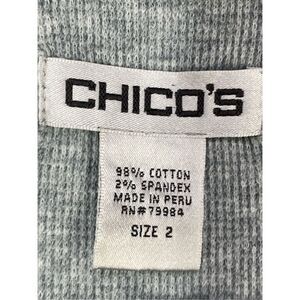 CHICO'S
98% COTTON
2% SPANDEX
MADE IN PERU
RN#79984
SIZE 2